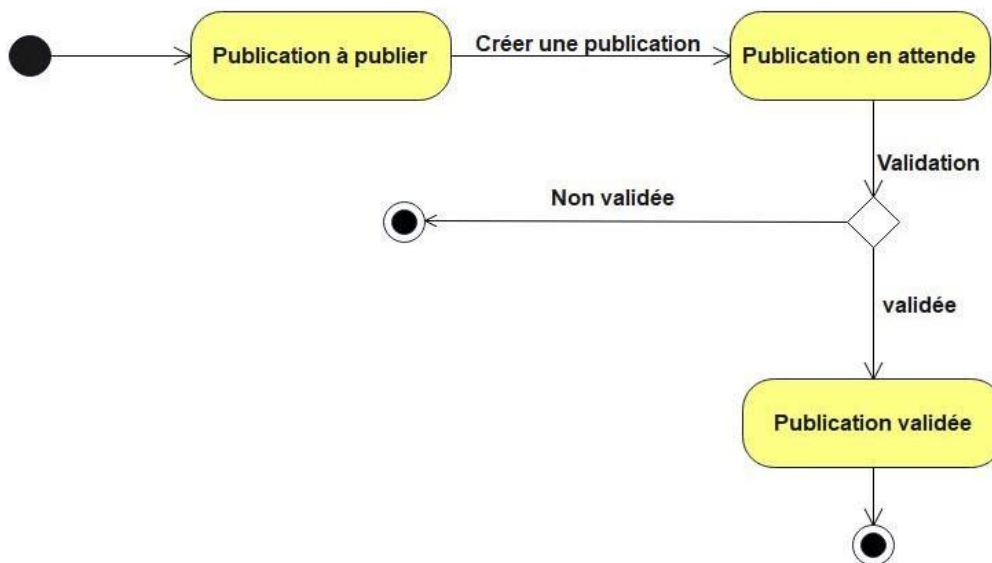 Publication à publier
Créer une publication
Publication en attende
Validation
Non validée
validée
Publication validée